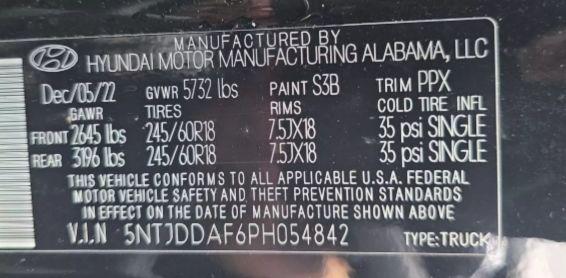 MANUFACTURED BY
HYUNDAI MOTOR MANUFACTURING ALABAMA, LLC
Dec/05/22 GVWR 5732 lbs PAINT S3B TRIM PPX
GAWR TIRES RIMS COLD TIRE INFL
FRONT 2645 lbs 245/60R18 7.5JX18 35 psi SINGLE
REAR 3196 lbs 245/60R18 7.5JX18 35 psi SINGLE
THIS VEHICLE CONFORMS TO ALL APPLICABLE U.S.A. FEDERAL
MOTOR VEHICLE SAFETY AND THEFT PREVENTION STANDARDS
IN EFFECT ON THE DATE OF MANUFACTURE SHOWN ABOVE
V.I.N 5NTJDDAF6PH054842 TYPE:TRUCK